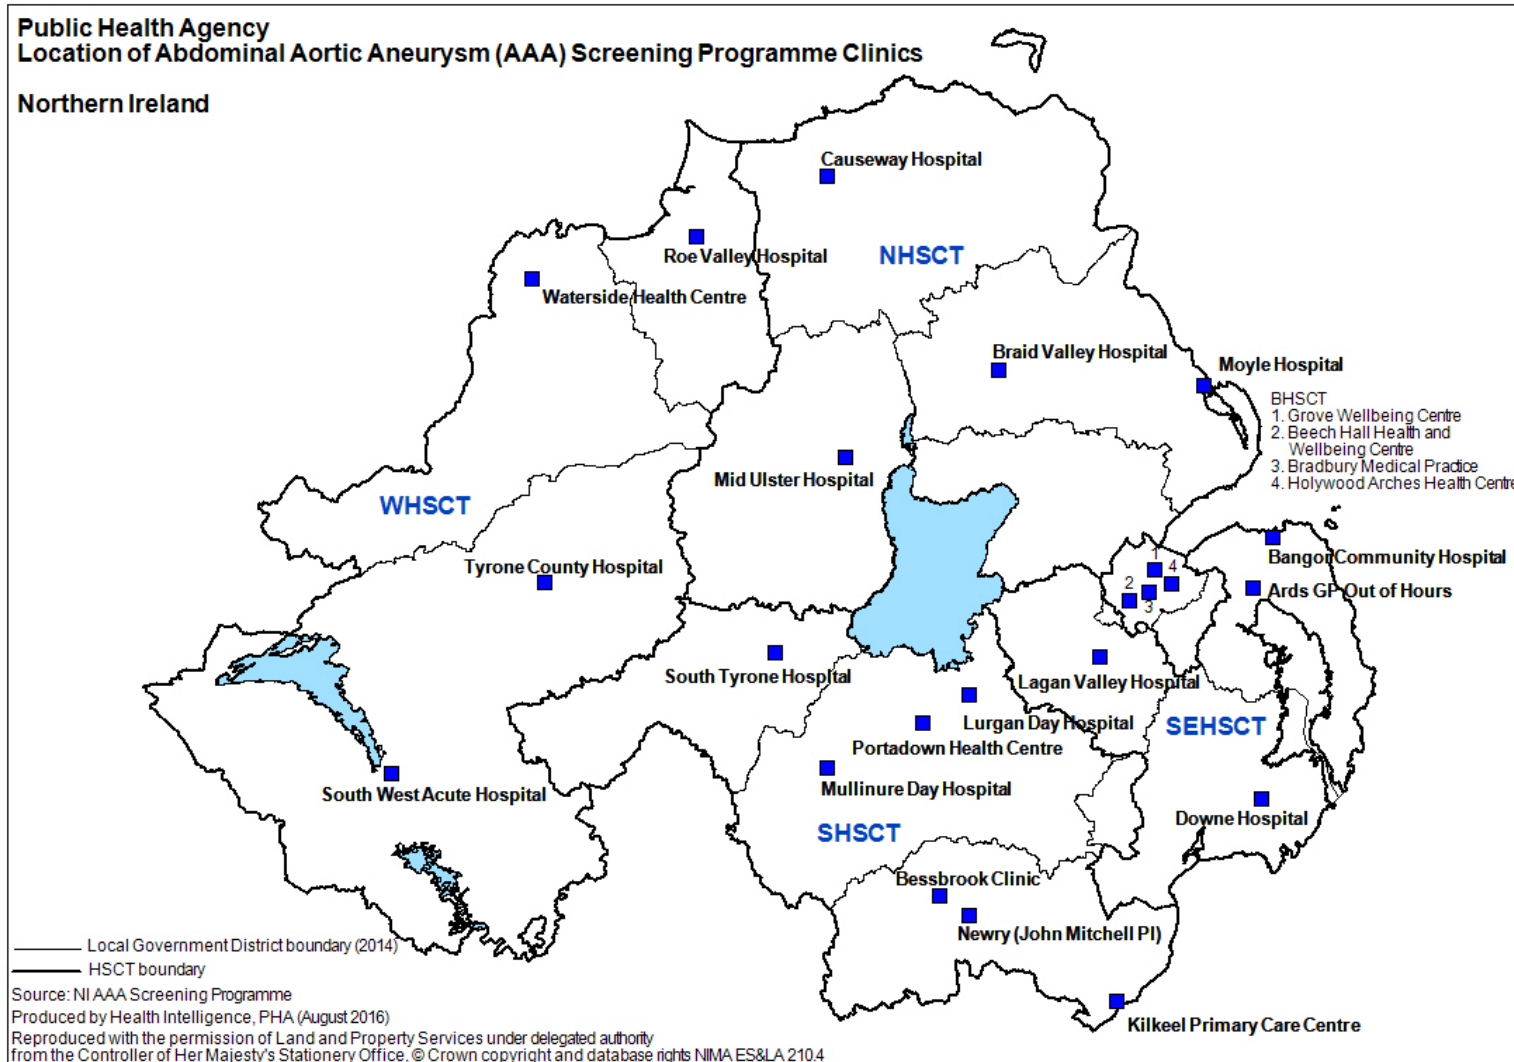 Public Health Agency
Location of Abdominal Aortic Aneurysm (AAA) Screening Programme Clinics
Northern Ireland
Causeway Hospital
Roe Valley Hospital
NHSCT
Waterside Health Centre
Braid Valley Hospital
Moyle Hospital
BHSCT
1. Grove Wellbeing Centre
2. Beech Hall Health and
Wellbeing Centre
3. Bradbury Medical Practice
4. Holywood Arches Health Centre
Mid Ulster Hospital
WHSCT
Tyrone County Hospital
Bangor Community Hospital
1
4
2
3
Ards GP Out of Hours
South Tyrone Hospital
Lagan Valley Hospital
Lurgan Day Hospital
SEHSCT
Portadown Health Centre
South West Acute Hospital
Mullinure Day Hospital
Downe Hospital
SHSCT
Bessbrook Clinic
Newry (John Mitchell Pl)
Kilkeel Primary Care Centre
Local Government District boundary (2014)
HSCT boundary
Source: NI AAA Screening Programme
Produced by Health Intelligence, PHA (August 2016)
Reproduced with the permission of Land and Property Services under delegated authority
from the Controller of Her Majesty's Stationery Office, © Crown copyright and database rights NIMA ES&LA 210.4